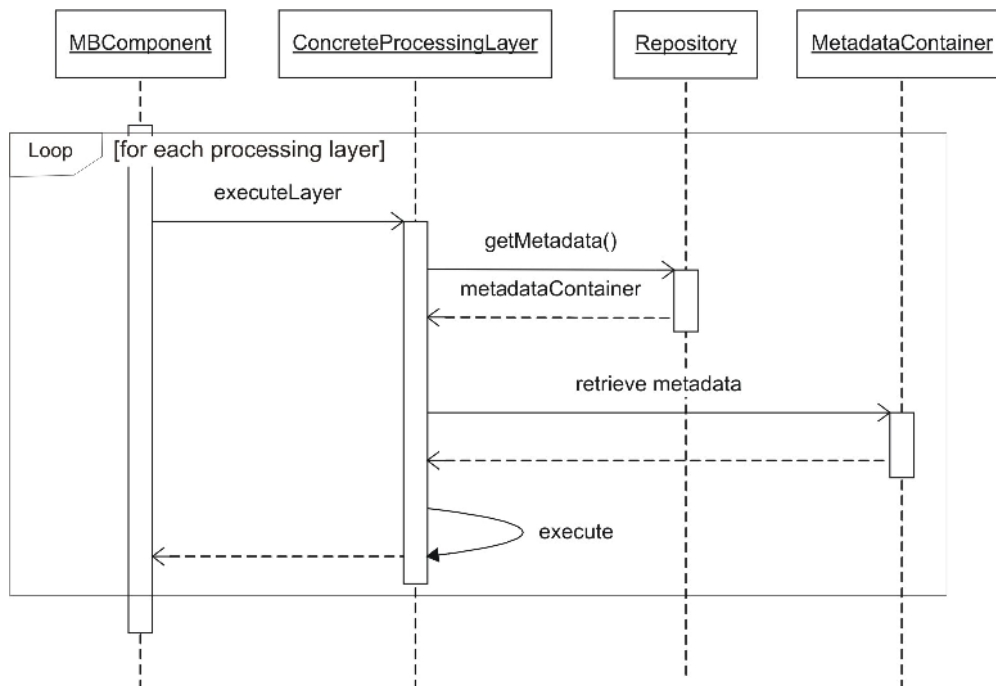 MBComponent
ConcreteProcessingLayer
Repository
MetadataContainer
Loop
[for each processing layer]
executeLayer
getMetadata()
metadataContainer
retrieve metadata
execute